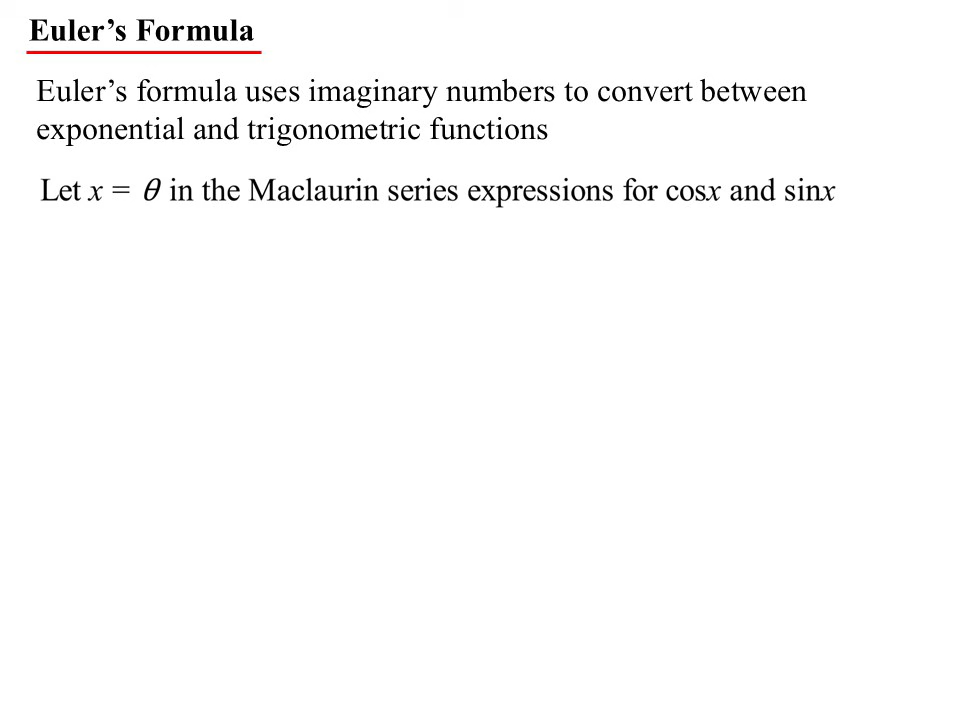 Euler’s Formula
Euler’s formula uses imaginary numbers to convert between
exponential and trigonometric functions
Let x = θ in the Maclaurin series expressions for cosx and sinx